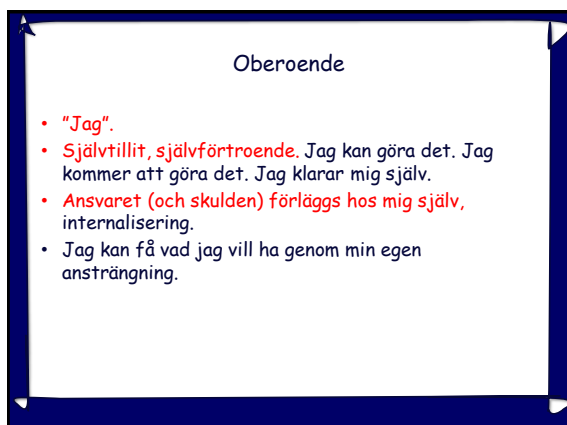 Oberoende
• "Jag".
• Självtillit, självförtroende. Jag kan göra det. Jag
kommer att göra det. Jag klarar mig själv.
• Ansvaret (och skulden) förläggs hos mig själv,
internalisering.
• Jag kan få vad jag vill ha genom min egen
ansträngning.